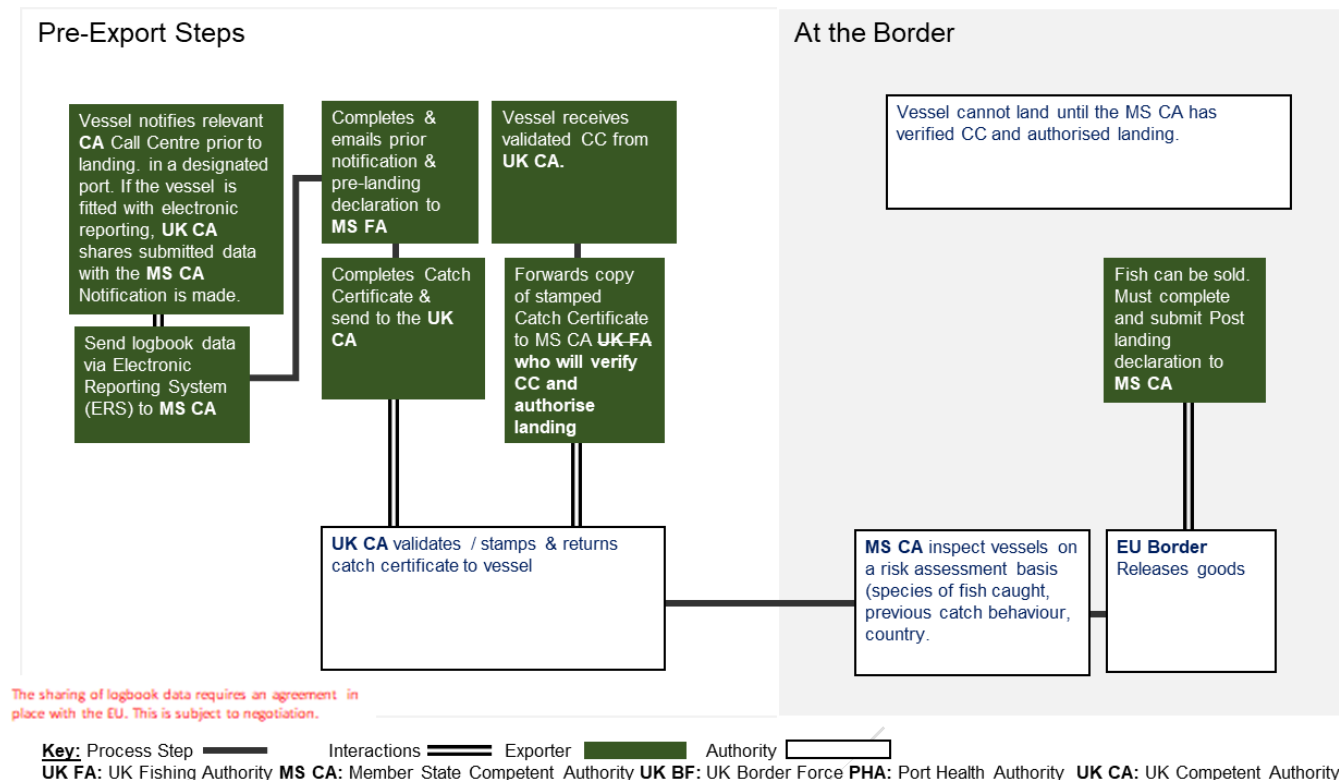 Pre-Export Steps
At the Border
Vessel notifies relevant
CA Call Centre prior to
landing. in a designated
port. If the vessel is
fitted with electronic
reporting, UK CA
shares submitted data
with the MS CA
Notification is made.
Send logbook data
via Electronic
Reporting System
(ERS) to MS CA
Completes &
emails prior
notification &
pre-landing
declaration to
MS FA
Completes Catch
Certificate &
send to the UK
CA
Vessel receives
validated CC from
UK CA.
Forwards copy
of stamped
Catch Certificate
to MS CA UK FA
who will verify
CC and
authorise
landing
UK CA validates / stamps & returns
catch certificate to vessel
Vessel cannot land until the MS CA has
verified CC and authorised landing.
MS CA inspect vessels on
a risk assessment basis
(species of fish caught,
previous catch behaviour,
country.
EU Border
Releases goods
Fish can be sold.
Must complete
and submit Post
landing
declaration to
MS CA
The sharing of logbook data requires an agreement in
place with the EU. This is subject to negotiation.
Key: Process Step Interactions Exporter Authority
UK FA: UK Fishing Authority MS CA: Member State Competent Authority UK BF: UK Border Force PHA: Port Health Authority UK CA: UK Competent Authority